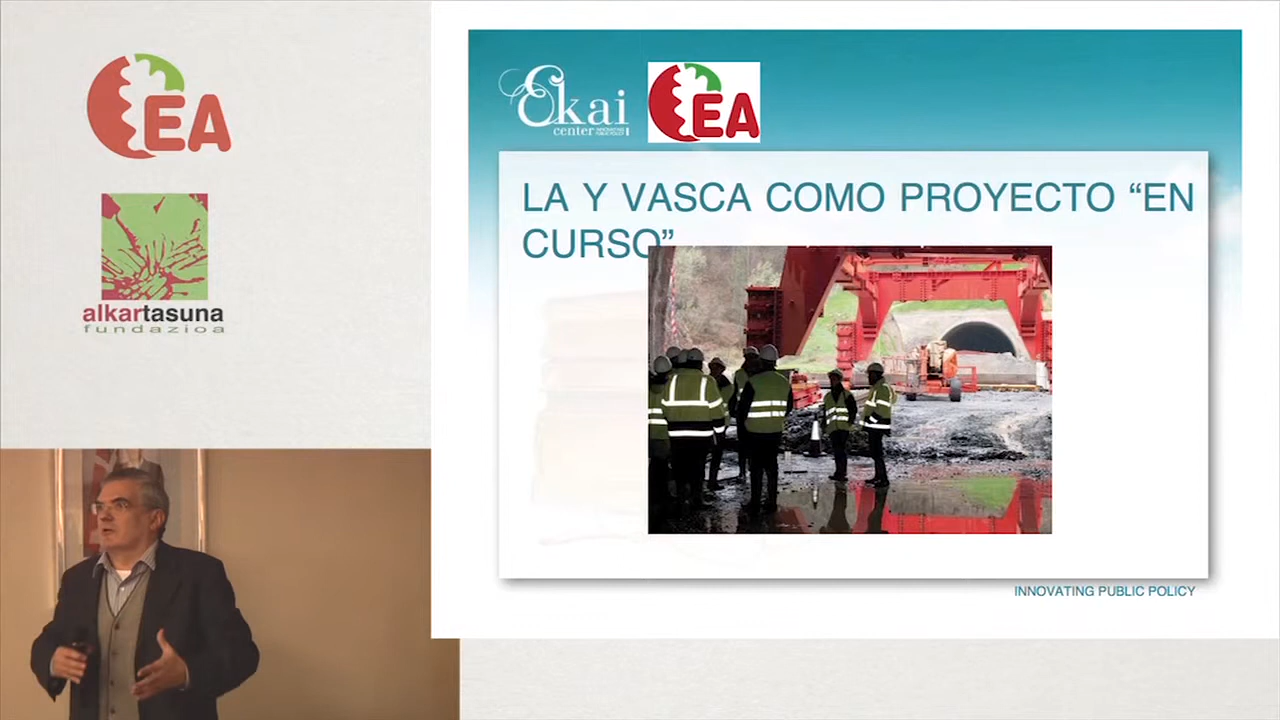 EA
alkartasuna
fundazioa
Ekai
center
EA
LA Y VASCA COMO PROYECTO “EN
CURSO”
INNOVATING PUBLIC POLICY